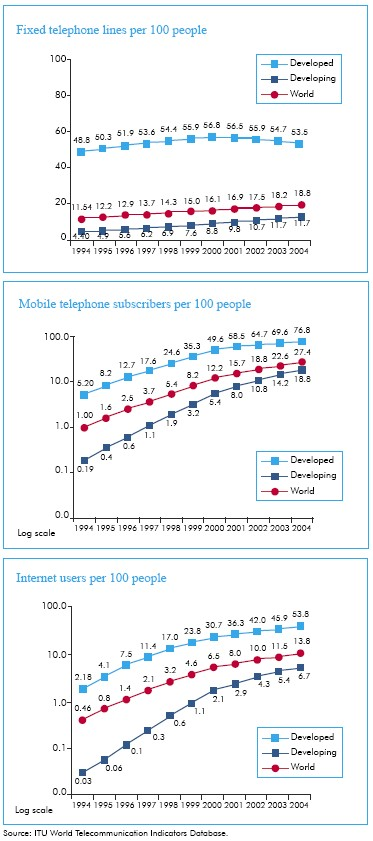 Fixed telephone lines per 100 people
100
Developed
Developing
World
80
60
48.8 50.3 51.9 53.6 54.4 55.9 56.8 56.5 55.9 54.7 53.5
40
20
11.54 12.2 12.9 13.7 14.3 15.0 16.1 16.9 17.5 18.2 18.8
0
4.40 4.9 5.6 6.2 6.9 7.6 8.8 9.8 10.7 11.7 11.7
1994 1995 1996 1997 1998 1999 2000 2001 2002 2003 2004
Mobile telephone subscribers per 100 people
100.0
5.20 8.2 12.7 17.6 24.6 35.3 49.6 58.5 64.7 69.6 76.8
10.0
1.00 1.6 2.5 3.7 5.4 8.2 12.2 15.7 18.8 22.6 27.4
1.0
0.19 0.4 0.6 1.1 1.9 3.2 5.4 8.0 10.8 14.2 18.8
0.1
Developed
Developing
World
0.0
Log scale
1994 1995 1996 1997 1998 1999 2000 2001 2002 2003 2004
Internet users per 100 people
100.0
2.18 4.1 7.5 11.4 17.0 23.8 30.7 36.3 42.0 45.9 53.8
10.0
0.46 0.8 1.4 2.1 3.2 4.6 6.5 8.0 10.0 11.5 13.8
1.0
0.03 0.06 0.1 0.3 0.6 1.1 2.1 2.9 4.3 5.4 6.7
0.1
Developed
Developing
World
0.0
Log scale
1994 1995 1996 1997 1998 1999 2000 2001 2002 2003 2004
Source: ITU World Telecommunication Indicators Database.